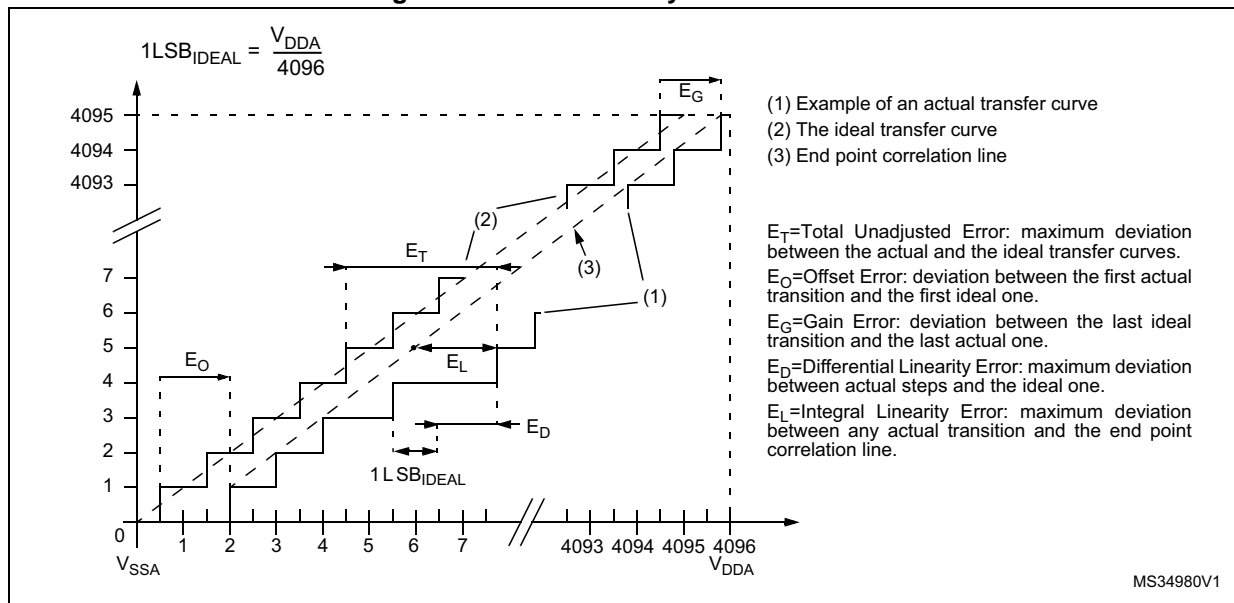 1LSB_IDEAL = V_DDA
4096
E_G
4095
4094
4093
(1) Example of an actual transfer curve
(2) The ideal transfer curve
(3) End point correlation line
(2)
E_T
(3)
(1)
7
6
5
4
3
2
1
0
E_O
E_L
E_D
1 LSB_IDEAL
E_T=Total Unadjusted Error: maximum deviation
between the actual and the ideal transfer curves.
E_O=Offset Error: deviation between the first actual
transition and the first ideal one.
E_G=Gain Error: deviation between the last ideal
transition and the last actual one.
E_D=Differential Linearity Error: maximum deviation
between actual steps and the ideal one.
E_L=Integral Linearity Error: maximum deviation
between any actual transition and the end point
correlation line.
1 2 3 4 5 6 7 4093 4094 4095 4096
V_SSA V_DDA
MS34980V1